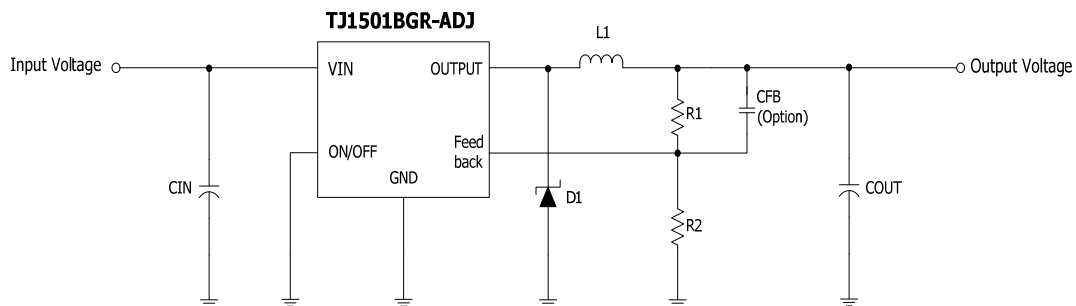 TJ1501BGR-ADJ
L1
Input Voltage
VIN
OUTPUT
Output Voltage
CFB
(Option)
R1
ON/OFF
Feed
back
GND
CIN
D1
COUT
R2